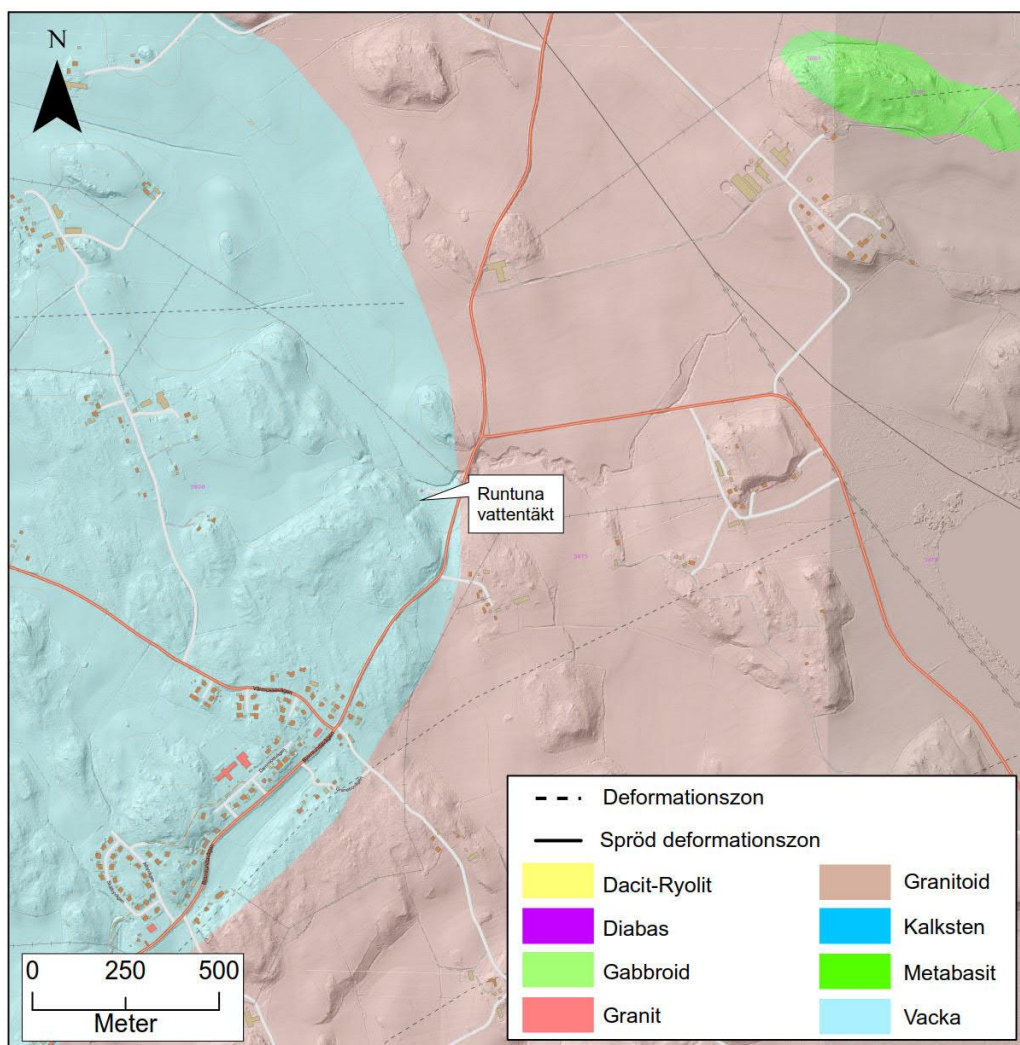 N
Runtuna
vattentäkt
0 250 500
Meter
Deformationszon
Spröd deformationszon
Dacit-Ryolit
Diabas
Gabbroid
Granit
Granitoid
Kalksten
Metabasit
Vacka